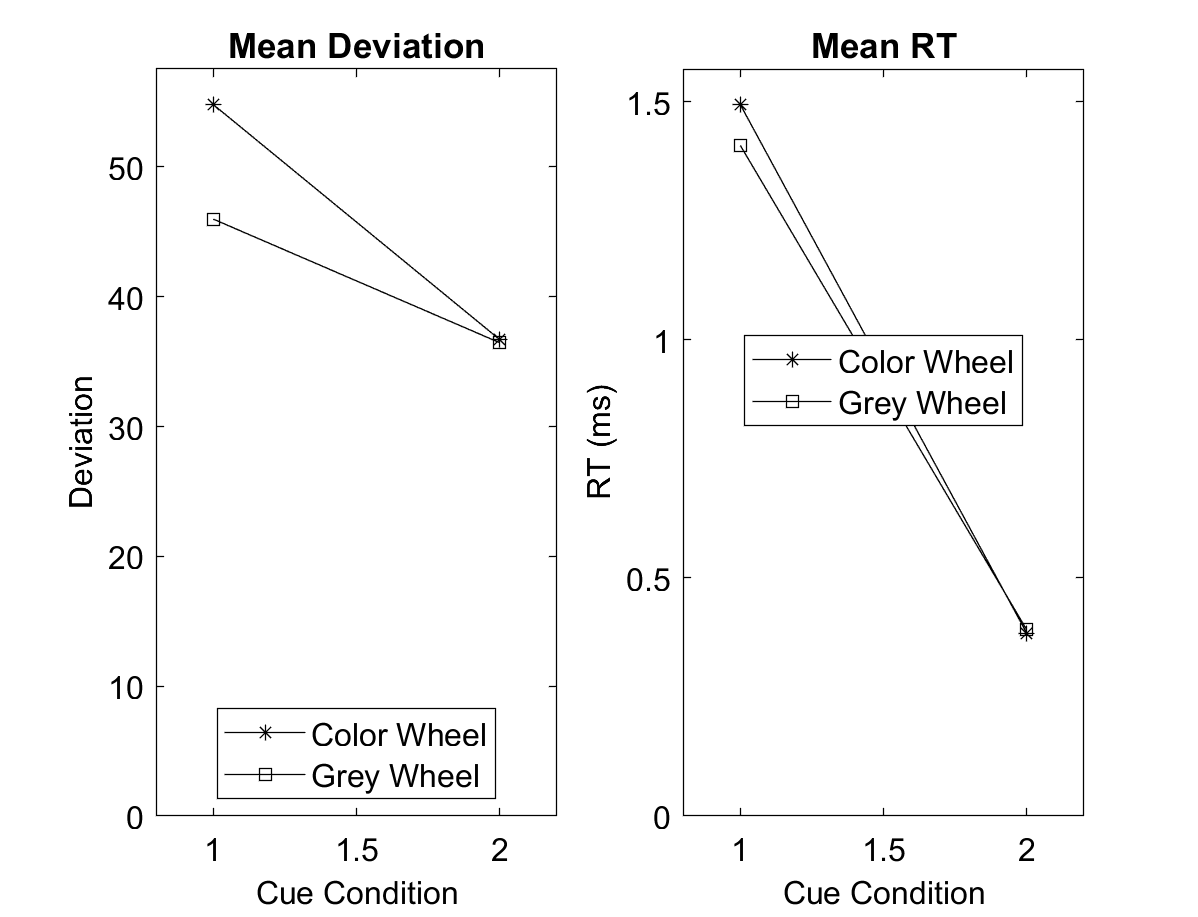 Mean Deviation
Deviation
50
40
30
20
10
0
1
1.5
2
Cue Condition
Color Wheel
Grey Wheel
Mean RT
RT (ms)
1.5
1
0.5
0
1
1.5
2
Cue Condition
Color Wheel
Grey Wheel